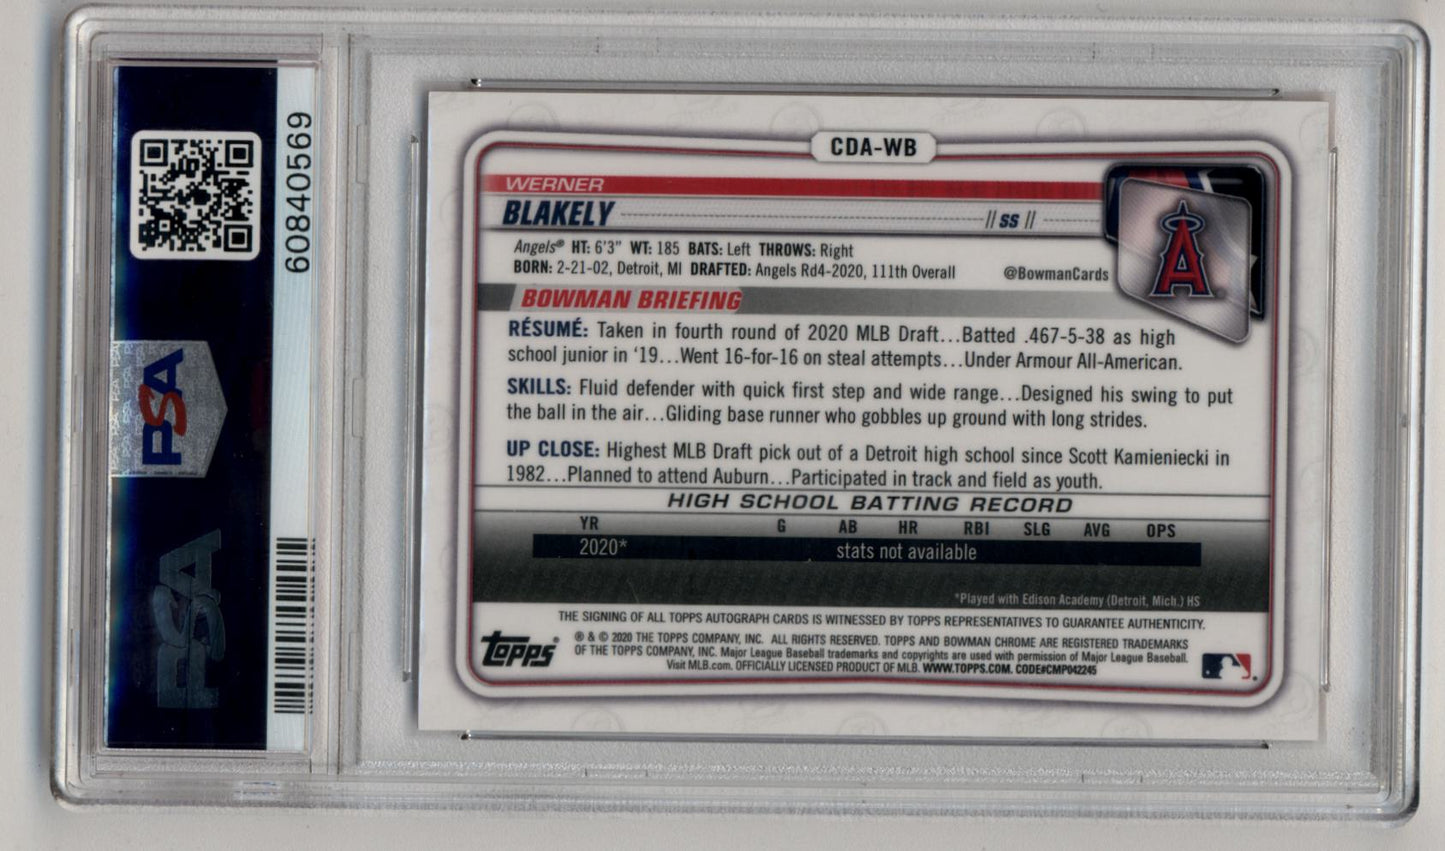 60840569
PSA
PSA
CDA-WB
WERNER
BLAKELY // SS //
Angels® HT: 6'3" WT: 185 BATS: Left THROWS: Right
BORN: 2-21-02, Detroit, MI DRAFTED: Angels Rd4-2020, 111th Overall @BowmanCards
A
BOWMAN BRIEFING
RÉSUMÉ: Taken in fourth round of 2020 MLB Draft...Batted .467-5-38 as high
school junior in '19...Went 16-for-16 on steal attempts...Under Armour All-American.
SKILLS: Fluid defender with quick first step and wide range...Designed his swing to put
the ball in the air...Gliding base runner who gobbles up ground with long strides.
UP CLOSE: Highest MLB Draft pick out of a Detroit high school since Scott Kamieniecki in
1982...Planned to attend Auburn...Participated in track and field as youth.
HIGH SCHOOL BATTING RECORD
YR G AB HR RBI SLG AVG OPS
2020* stats not available
*Played with Edison Academy (Detroit, Mich.) HS
THE SIGNING OF ALL TOPPS AUTOGRAPH CARDS IS WITNESSED BY TOPPS REPRESENTATIVES TO GUARANTEE AUTHENTICITY.
Topps®
® & © 2020 THE TOPPS COMPANY, INC. ALL RIGHTS RESERVED. TOPPS AND BOWMAN CHROME ARE REGISTERED TRADEMARKS
OF THE TOPPS COMPANY, INC. Major League Baseball trademarks and copyrights are used with permission of Major League Baseball.
Visit MLB.com. OFFICIALLY LICENSED PRODUCT OF MLB. WWW.TOPPS.COM. CODE#CMP042245